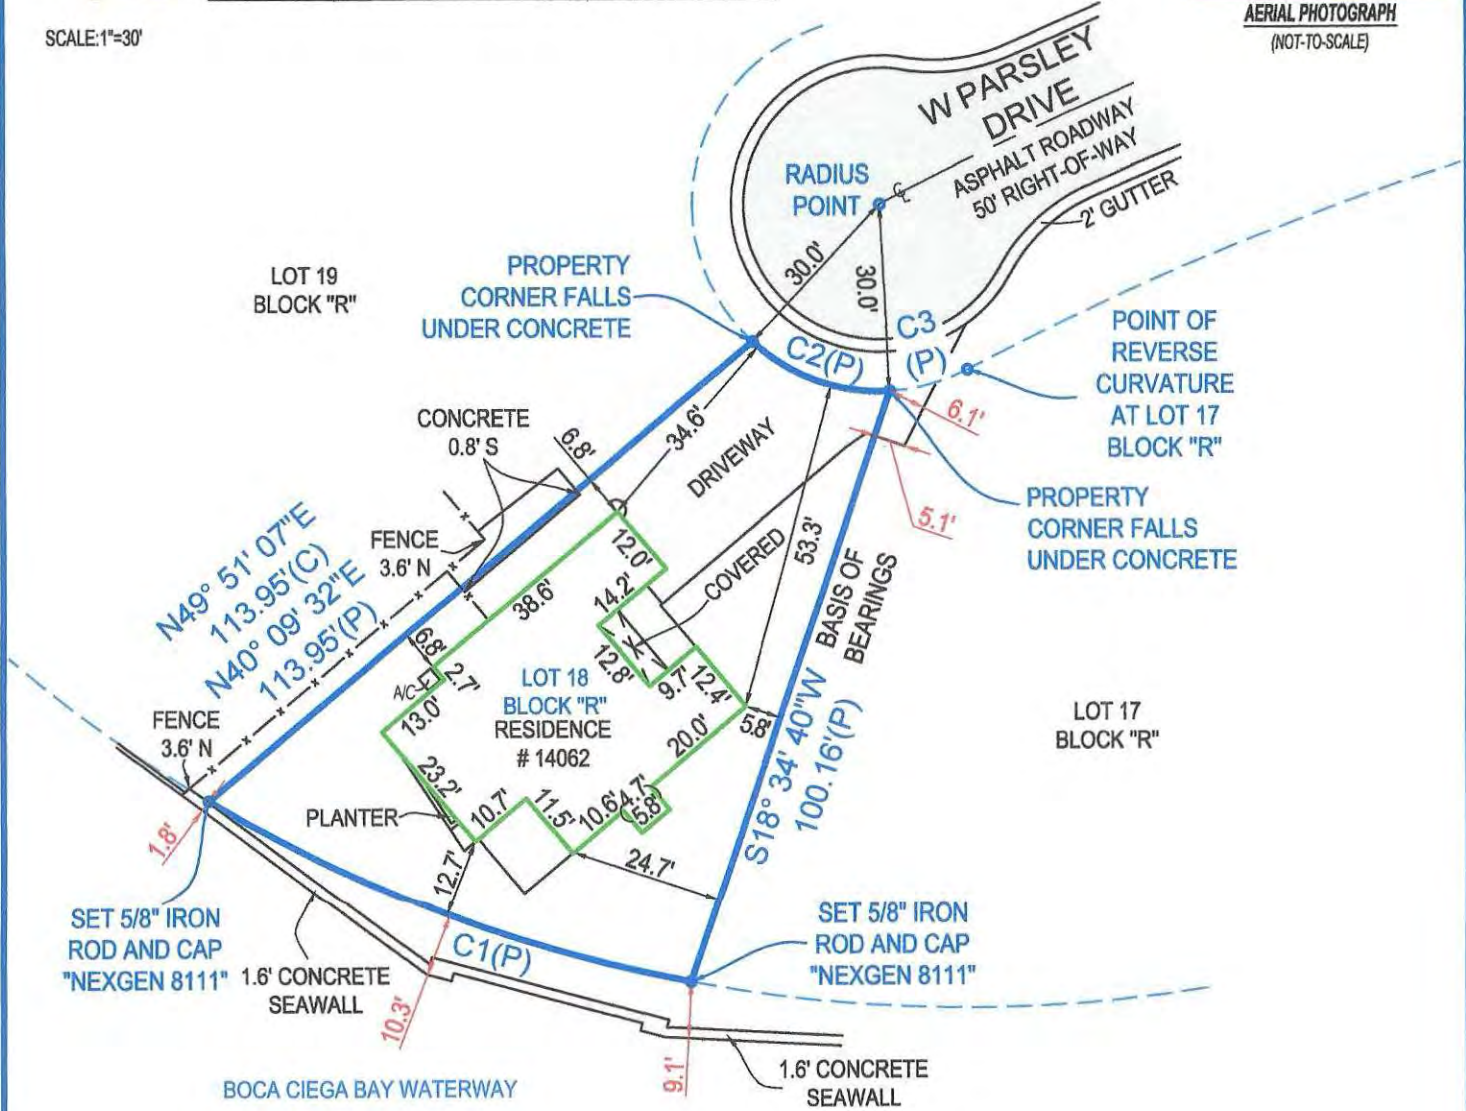 AERIAL PHOTOGRAPH
(NOT-TO-SCALE)
SCALE:1"=30'
W PARSLEY
DRIVE
ASPHALT ROADWAY
50' RIGHT-OF-WAY
2' GUTTER
RADIUS
POINT
30.0'
30.0'
LOT 19
BLOCK "R"
PROPERTY
CORNER FALLS
UNDER CONCRETE
C2(P)
C3
(P)
POINT OF
REVERSE
CURVATURE
AT LOT 17
BLOCK "R"
6.1'
5.1'
PROPERTY
CORNER FALLS
UNDER CONCRETE
CONCRETE
0.8' S
6.8'
34.6'
DRIVEWAY
53.3'
COVERED
FENCE
3.6' N
N49° 51' 07"E
113.95'(C)
N40° 09' 32"E
113.95'(P)
38.6'
12.0'
14.2'
12.8'
9.7'
12.4'
6.8'
2.7'
A/C
13.0'
LOT 18
BLOCK "R"
RESIDENCE
# 14062
20.0'
5.8'
BASIS OF
BEARINGS
S18° 34' 40"W
100.16'(P)
LOT 17
BLOCK "R"
FENCE
3.6' N
1.8'
23.2'
PLANTER
10.7'
11.5'
10.6'
4.7'
5.8'
24.7'
12.7'
C1(P)
SET 5/8" IRON
ROD AND CAP
"NEXGEN 8111"
1.6' CONCRETE
SEAWALL
10.3'
SET 5/8" IRON
ROD AND CAP
"NEXGEN 8111"
9.1'
1.6' CONCRETE
SEAWALL
BOCA CIEGA BAY WATERWAY